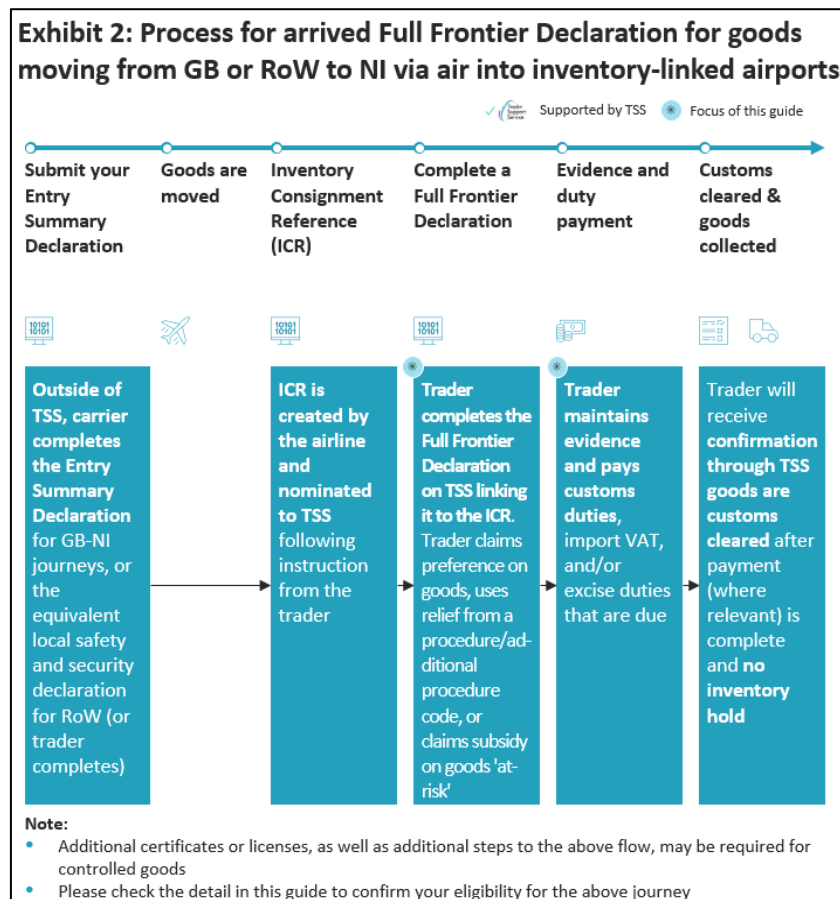 Exhibit 2: Process for arrived Full Frontier Declaration for goods
moving from GB or RoW to NI via air into inventory-linked airports
Trader
Support
Service
Supported by TSS
Focus of this guide
Submit your
Entry
Summary
Declaration
Goods are
moved
Inventory
Consignment
Reference
(ICR)
Complete a
Full Frontier
Declaration
Evidence and
duty
payment
Customs
cleared &
goods
collected
10101
10101
10101
10101
10101
10101
Outside of
TSS, carrier
completes
the Entry
Summary
Declaration
for GB-NI
journeys, or
the
equivalent
local safety
and security
declaration
for RoW (or
trader
completes)
ICR is
created by
the airline
and
nominated
to TSS
following
instruction
from the
trader
Trader
completes the
Full Frontier
Declaration
on TSS linking
it to the ICR.
Trader claims
preference on
goods, uses
relief from a
procedure/ad-
ditional
procedure
code, or
claims subsidy
on goods 'at-
risk'
Trader
maintains
evidence
and pays
customs
duties,
import VAT,
and/or
excise duties
that are due
Trader will
receive
confirmation
through TSS
goods are
customs
cleared after
payment
(where
relevant) is
complete
and no
inventory
hold
Note:
• Additional certificates or licenses, as well as additional steps to the above flow, may be required for
controlled goods
• Please check the detail in this guide to confirm your eligibility for the above journey